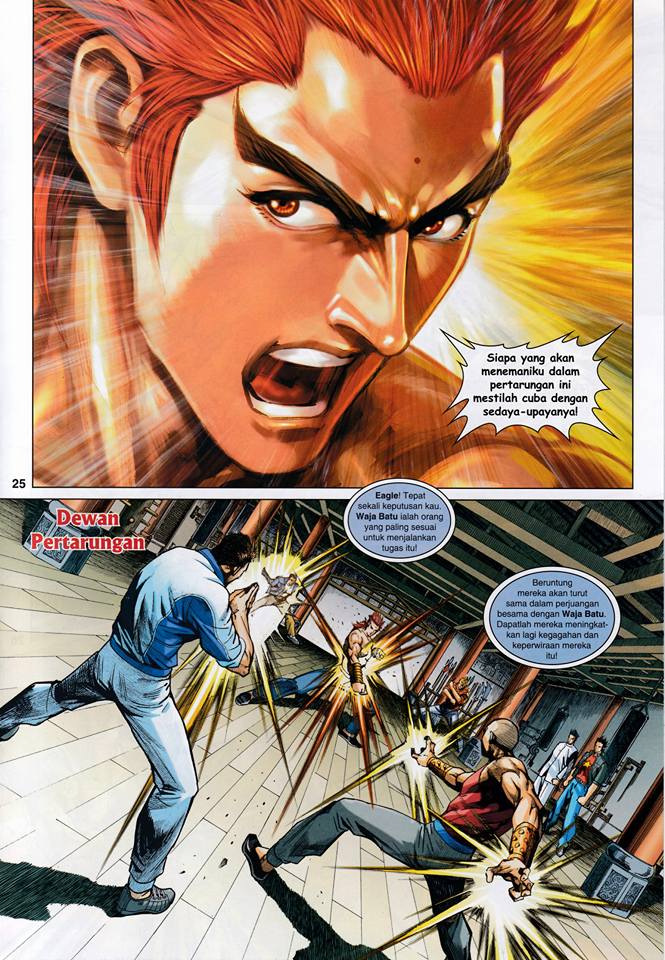 Siapa yang akan
menemaniku dalam
pertarungan ini
mestilah cuba dengan
sedaya-upayanya!
25
Dewan
Pertarungan
Eagle! Tepat
sekali keputusan kau.
Waja Batu ialah orang
yang paling sesuai
untuk menjalankan
tugas itu!
Beruntung
mereka akan turut
sama dalam perjuangan
besama dengan Waja Batu.
Dapatlah mereka meningkat-
kan lagi kegagahan dan
keperwiraan mereka
itu!